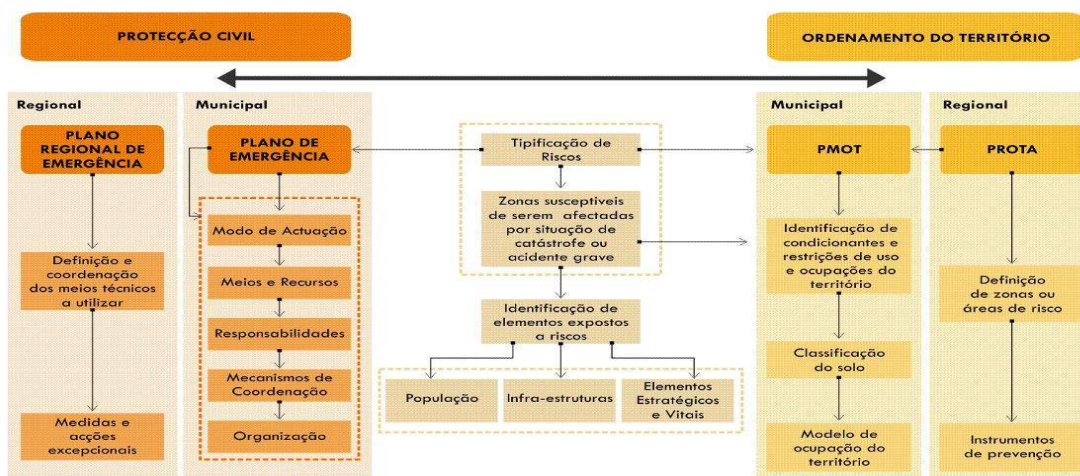 PROTECÇÃO CIVIL
ORDENAMENTO DO TERRITÓRIO
Regional
PLANO
REGIONAL DE
EMERGÊNCIA
Definição e
coordenação
dos meios técnicos
a utilizar
Medidas e
acções
excepcionais
Municipal
PLANO DE
EMERGÊNCIA
Modo de Actuação
Meios e Recursos
Responsabilidades
Mecanismos de
Coordenação
Organização
Tipificação de
Riscos
Zonas susceptiveis
de serem afectadas
por situação de
catástrofe ou
acidente grave
Identificação de
elementos expostos
a riscos
População
Infra-estruturas
Elementos
Estratégicos
e Vitais
Municipal
PMOT
Identificação de
condicionantes e
restrições de uso
e ocupações do
território
Classificação
do solo
Modelo de
ocupação do
território
Regional
PROTA
Definição
de zonas ou
áreas de risco
Instrumentos
de prevenção